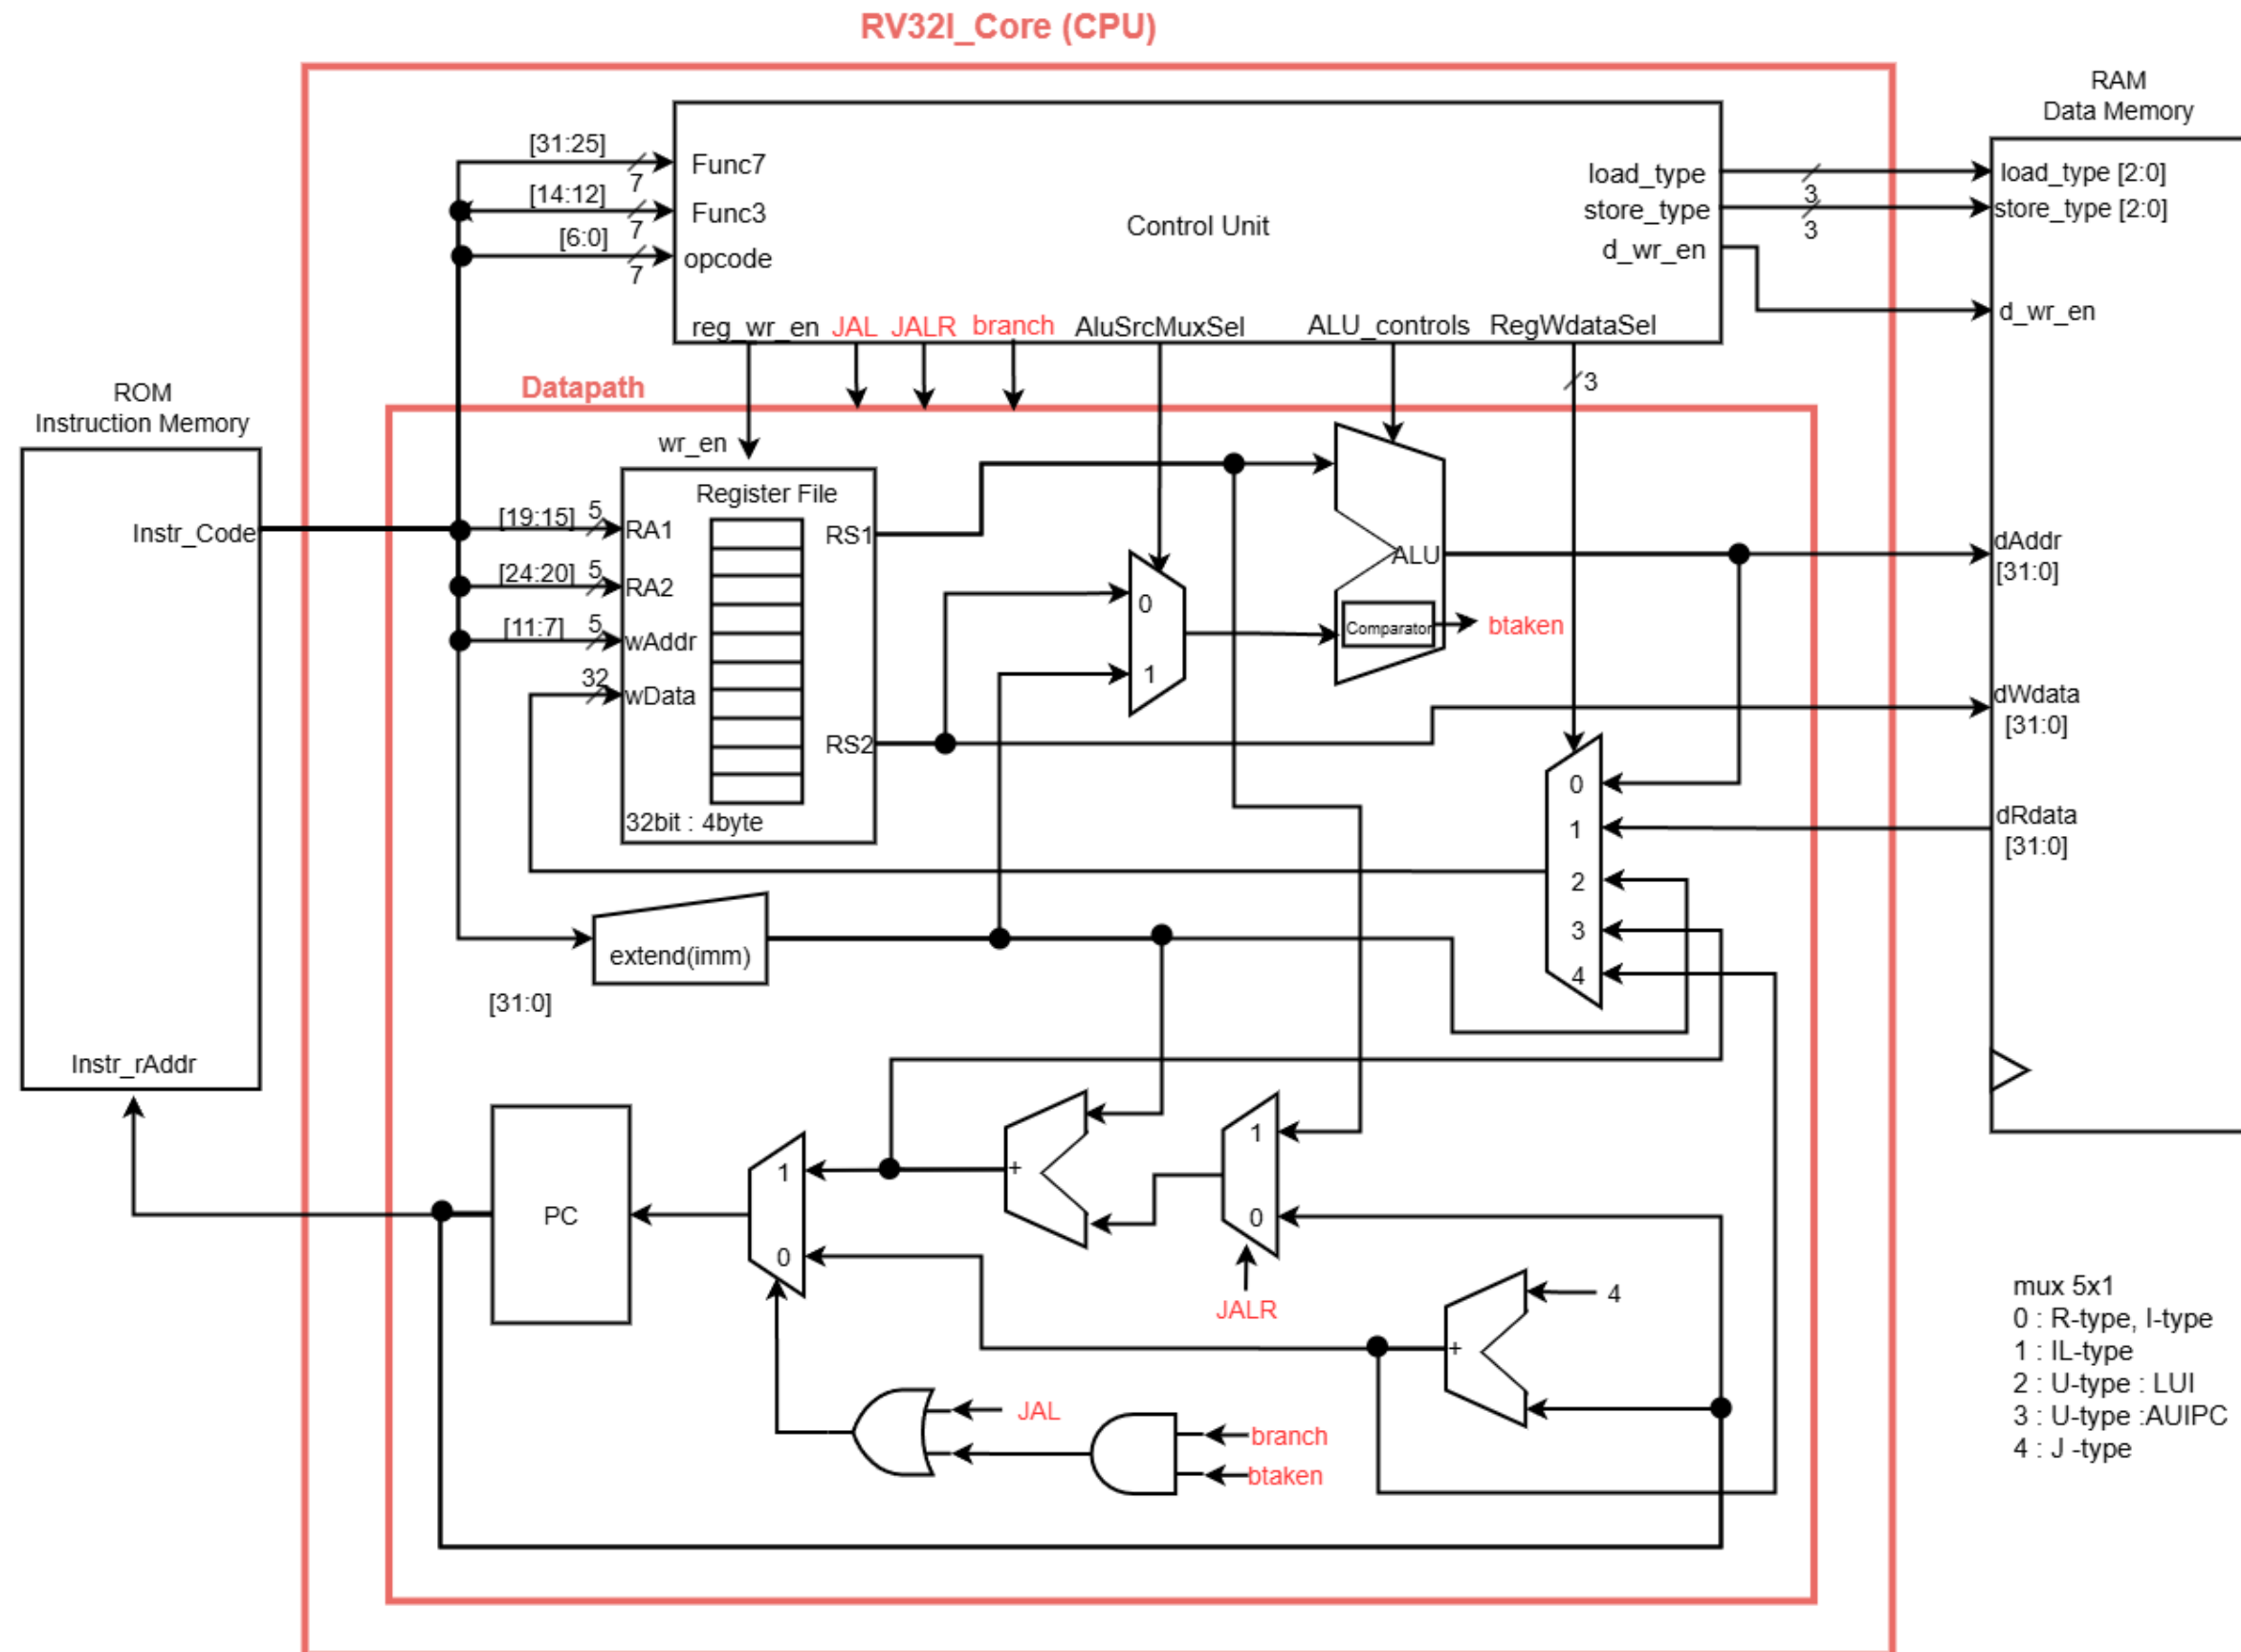 RV32I_Core (CPU)
RAM
Data Memory
[31:25]
7
Func7
[14:12]
7
Func3
[6:0]
7
opcode
Control Unit
load_type
3
load_type [2:0]
store_type
3
store_type [2:0]
d_wr_en
d_wr_en
reg_wr_en
JAL
JALR
branch
AluSrcMuxSel
ALU_controls
RegWdataSel
3
Datapath
ROM
Instruction Memory
Instr_Code
Instr_rAddr
wr_en
Register File
[19:15]
5
RA1
[24:20]
5
RA2
[11:7]
5
wAddr
32
wData
RS1
RS2
32bit : 4byte
0
1
ALU
Comparator
btaken
dAddr
[31:0]
dWdata
[31:0]
dRdata
[31:0]
0
1
2
3
4
extend(imm)
[31:0]
PC
1
0
+
1
0
JALR
4
+
JAL
branch
btaken
mux 5x1
0 : R-type, I-type
1 : IL-type
2 : U-type : LUI
3 : U-type :AUIPC
4 : J -type